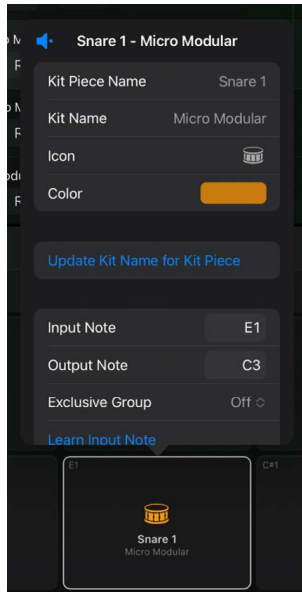 Snare 1 - Micro Modular
Kit Piece Name Snare 1
Kit Name Micro Modular
Icon
Color
Update Kit Name for Kit Piece
Input Note E1
Output Note C3
Exclusive Group Off
Learn Input Note
E1
C#1
Snare 1
Micro Modular